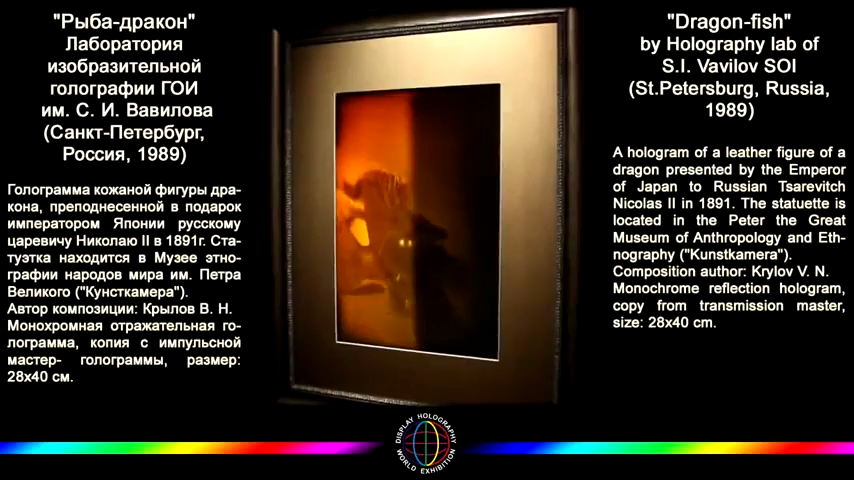 "Рыба-дракон"
Лаборатория
изобразительной
голографии ГОИ
им. С. И. Вавилова
(Санкт-Петербург,
Россия, 1989)
Голограмма кожаной фигуры дра-
кона, преподнесенной в подарок
императором Японии русскому
царевичу Николаю II в 1891г. Ста-
туэтка находится в Музее этно-
графии народов мира им. Петра
Великого ("Кунсткамера").
Автор композиции: Крылов В. Н.
Монохромная отражательная го-
лограмма, копия с импульсной
мастер- голограммы, размер:
28x40 см.
"Dragon-fish"
by Holography lab of
S.I. Vavilov SOI
(St.Petersburg, Russia,
1989)
A hologram of a leather figure of a
dragon presented by the Emperor
of Japan to Russian Tsarevitch
Nicolas II in 1891. The statuette is
located in the Peter the Great
Museum of Anthropology and Eth-
nography ("Kunstkamera").
Composition author: Krylov V. N.
Monochrome reflection hologram,
copy from transmission master,
size: 28x40 cm.
DISPLAY HOLOGRAPHY
WORLD EXHIBITION